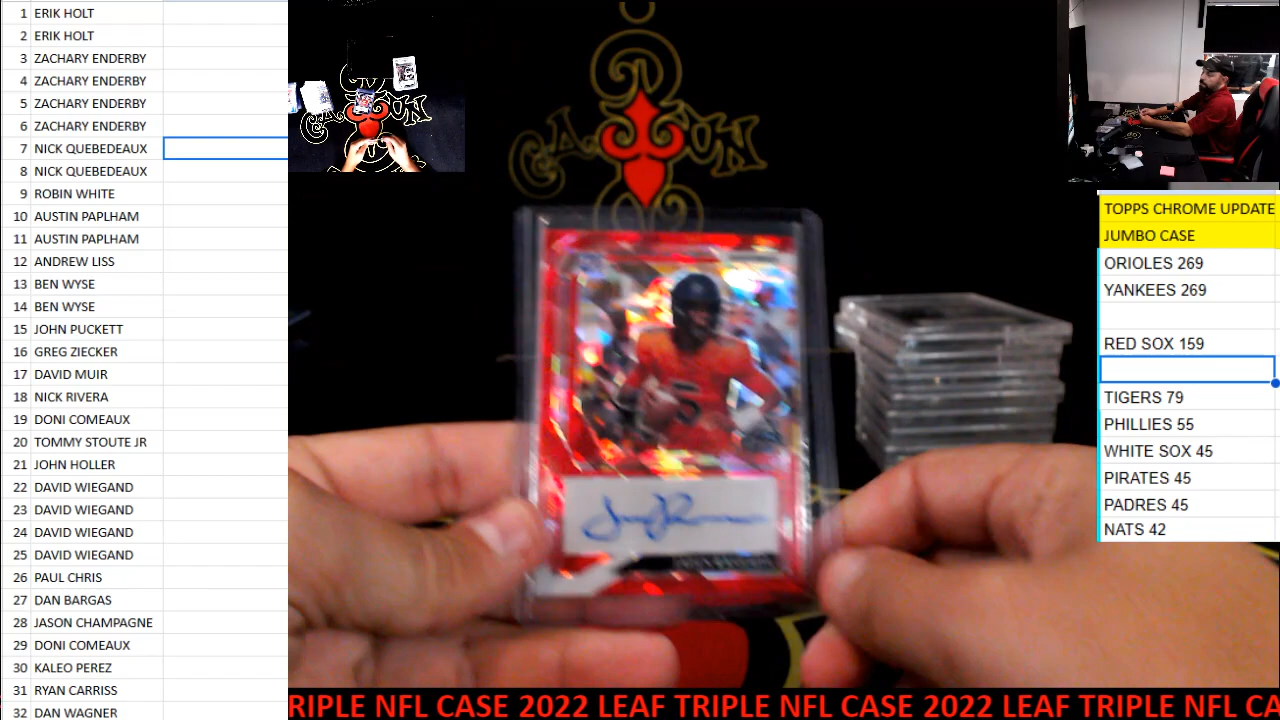 1 ERIK HOLT
2 ERIK HOLT
3 ZACHARY ENDERBY
4 ZACHARY ENDERBY
5 ZACHARY ENDERBY
6 ZACHARY ENDERBY
7 NICK QUEBEDEAUX
8 NICK QUEBEDEAUX
9 ROBIN WHITE
10 AUSTIN PAPLHAM
11 AUSTIN PAPLHAM
12 ANDREW LISS
13 BEN WYSE
14 BEN WYSE
15 JOHN PUCKETT
16 GREG ZIECKER
17 DAVID MUIR
18 NICK RIVERA
19 DONI COMEAUX
20 TOMMY STOUTE JR
21 JOHN HOLLER
22 DAVID WIEGAND
23 DAVID WIEGAND
24 DAVID WIEGAND
25 DAVID WIEGAND
26 PAUL CHRIS
27 DAN BARGAS
28 JASON CHAMPAGNE
29 DONI COMEAUX
30 KALEO PEREZ
31 RYAN CARRISS
32 DAN WAGNER
TOPPS CHROME UPDATE
JUMBO CASE
ORIOLES 269
YANKEES 269
RED SOX 159
TIGERS 79
PHILLIES 55
WHITE SOX 45
PIRATES 45
PADRES 45
NATS 42
RIPLE NFL CASE 2022 LEAF TRIPLE NFL CASE 2022 LEAF TRIPLE NFL CA